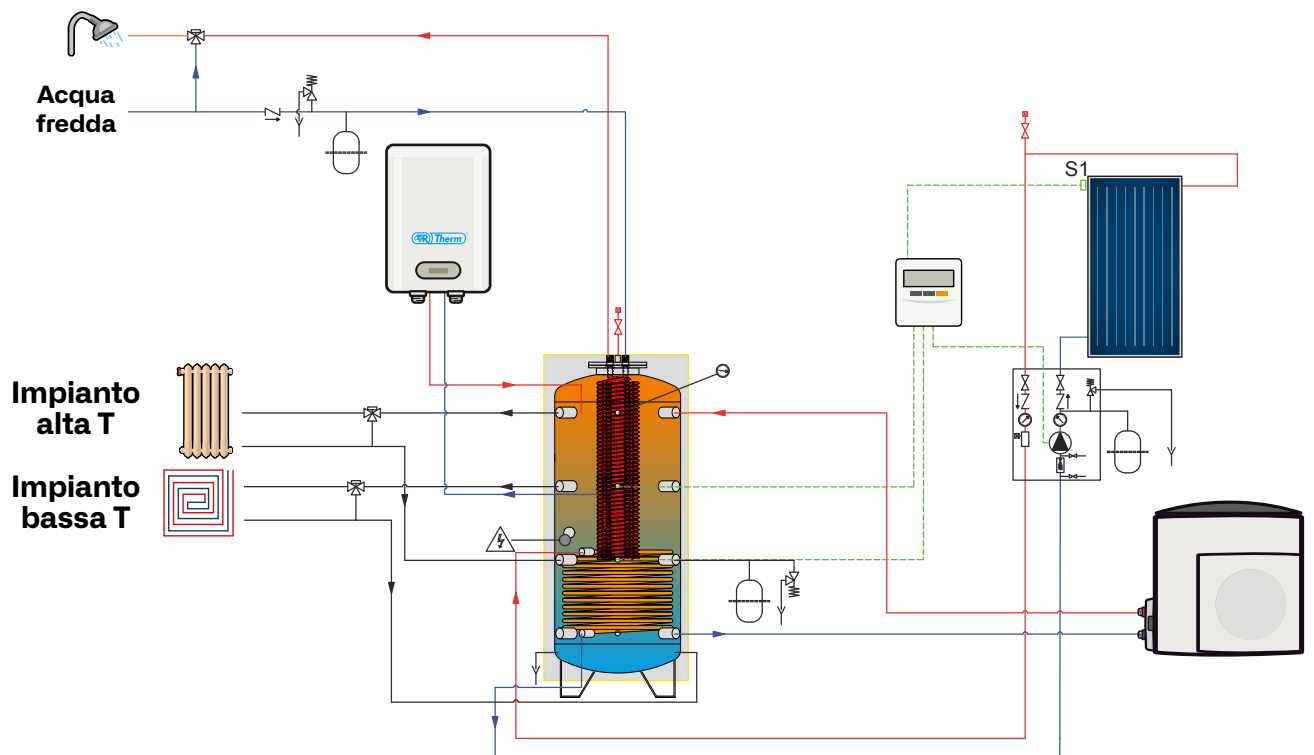 Acqua
fredda
Therm
S1
Impianto
alta T
Impianto
bassa T